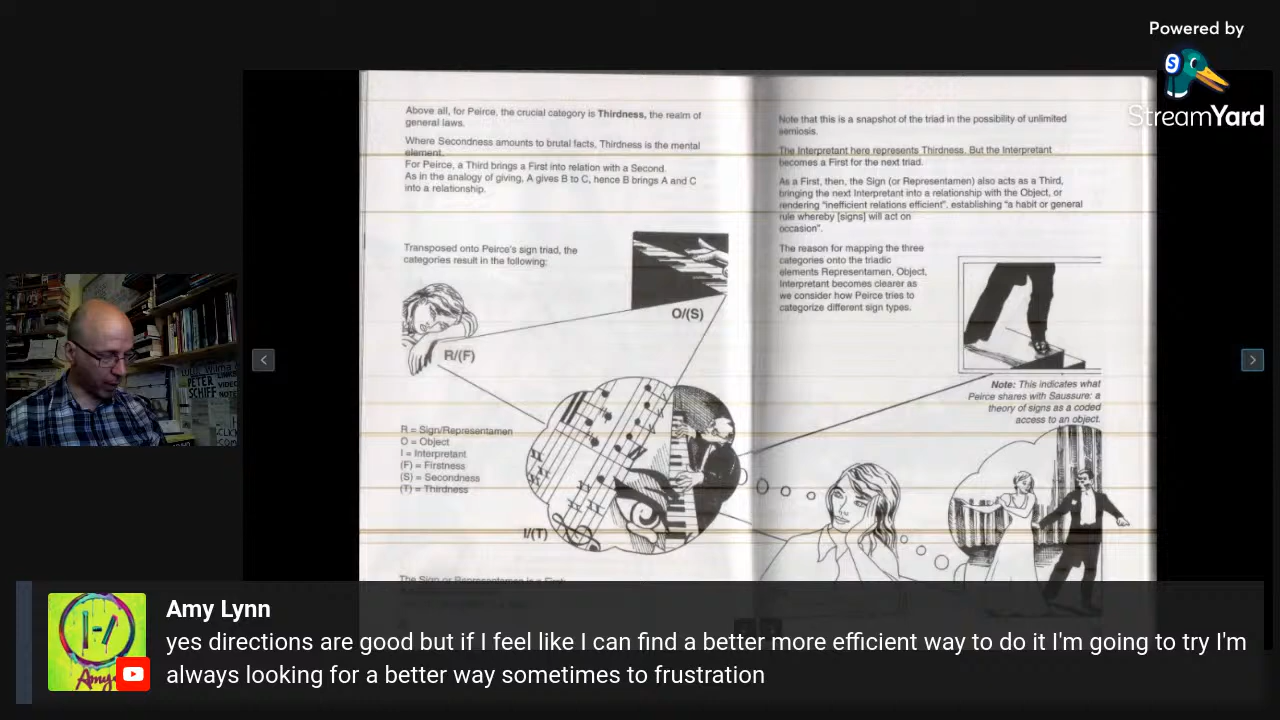 Powered by
StreamYard
Above all, for Peirce, the crucial category is Thirdness, the realm of
general laws.
Where Secondness amounts to brutal facts, Thirdness is the mental
element.
For Peirce, a Third brings a First into relation with a Second.
As in the analogy of giving, A gives B to C, hence B brings A and C
into a relationship.
Transposed onto Peirce's sign triad, the
categories result in the following:
O/(S)
R/(F)
R = Sign/Representamen
O = Object
I = Interpretant
(F) = Firstness
(S) = Secondness
(T) = Thirdness
I/(T)
The Sign or Representamen is a First
Note that this is a snapshot of the triad in the possibility of unlimited
semiosis.
The Interpretant here represents Thirdness. But the Interpretant
becomes a First for the next triad.
As a First, then, the Sign (or Representamen) also acts as a Third,
bringing the next Interpretant into a relationship with the Object, or
rendering "inefficient relations efficient", establishing "a habit or general
rule whereby [signs] will act on
occasion".
The reason for mapping the three
categories onto the triadic
elements Representamen, Object,
Interpretant becomes clearer as
we consider how Peirce tries to
categorize different sign types.
Note: This indicates what
Peirce shares with Saussure: a
theory of signs as a coded
access to an object.
PETER
SCHIFF
Amy Lynn
yes directions are good but if I feel like I can find a better more efficient way to do it I'm going to try I'm
always looking for a better way sometimes to frustration